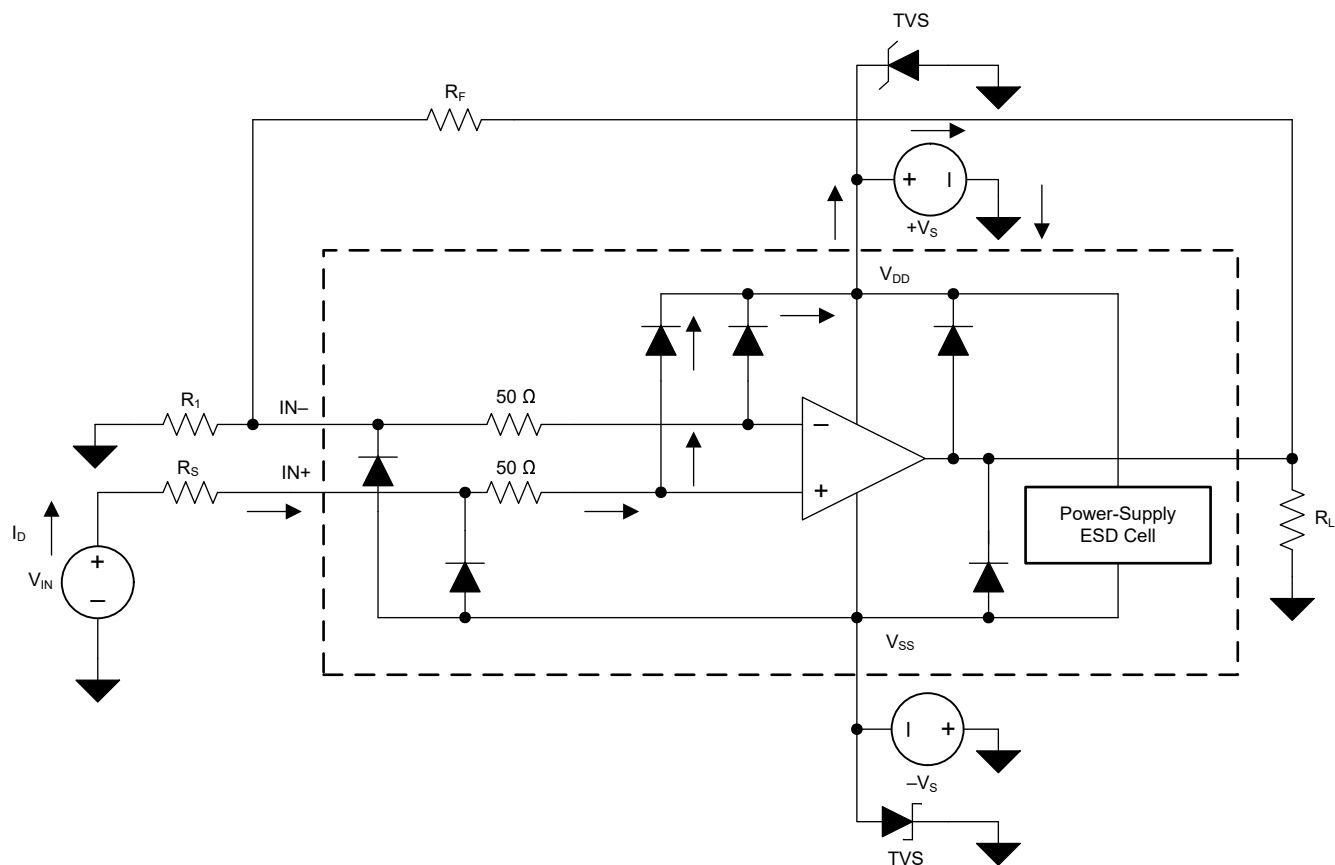 TVS
R_F
+
I
+V_S
V_DD
R_1
IN–
50 Ω
–
R_S
IN+
50 Ω
+
Power-Supply
ESD Cell
R_L
I_D
V_IN
+
–
V_SS
I
+
–V_S
TVS